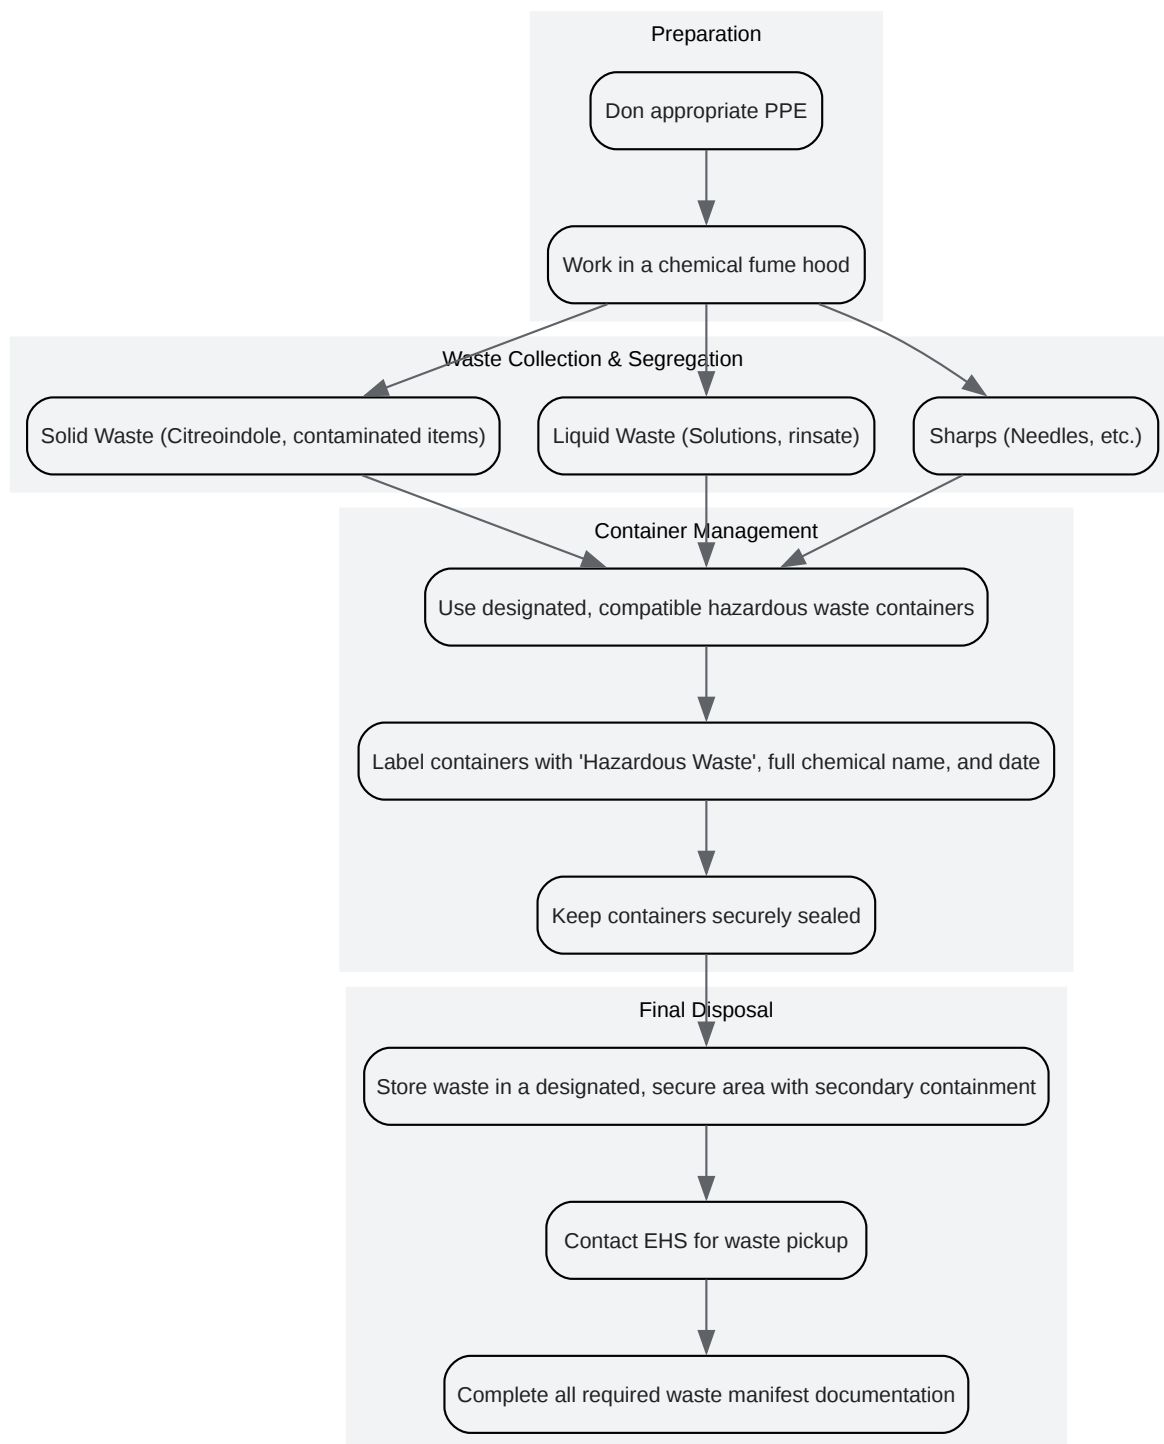 Preparation
Don appropriate PPE
Work in a chemical fume hood
Waste Collection & Segregation
Solid Waste (Citreoindole, contaminated items)
Liquid Waste (Solutions, rinsate)
Sharps (Needles, etc.)
Container Management
Use designated, compatible hazardous waste containers
Label containers with 'Hazardous Waste', full chemical name, and date
Keep containers securely sealed
Final Disposal
Store waste in a designated, secure area with secondary containment
Contact EHS for waste pickup
Complete all required waste manifest documentation